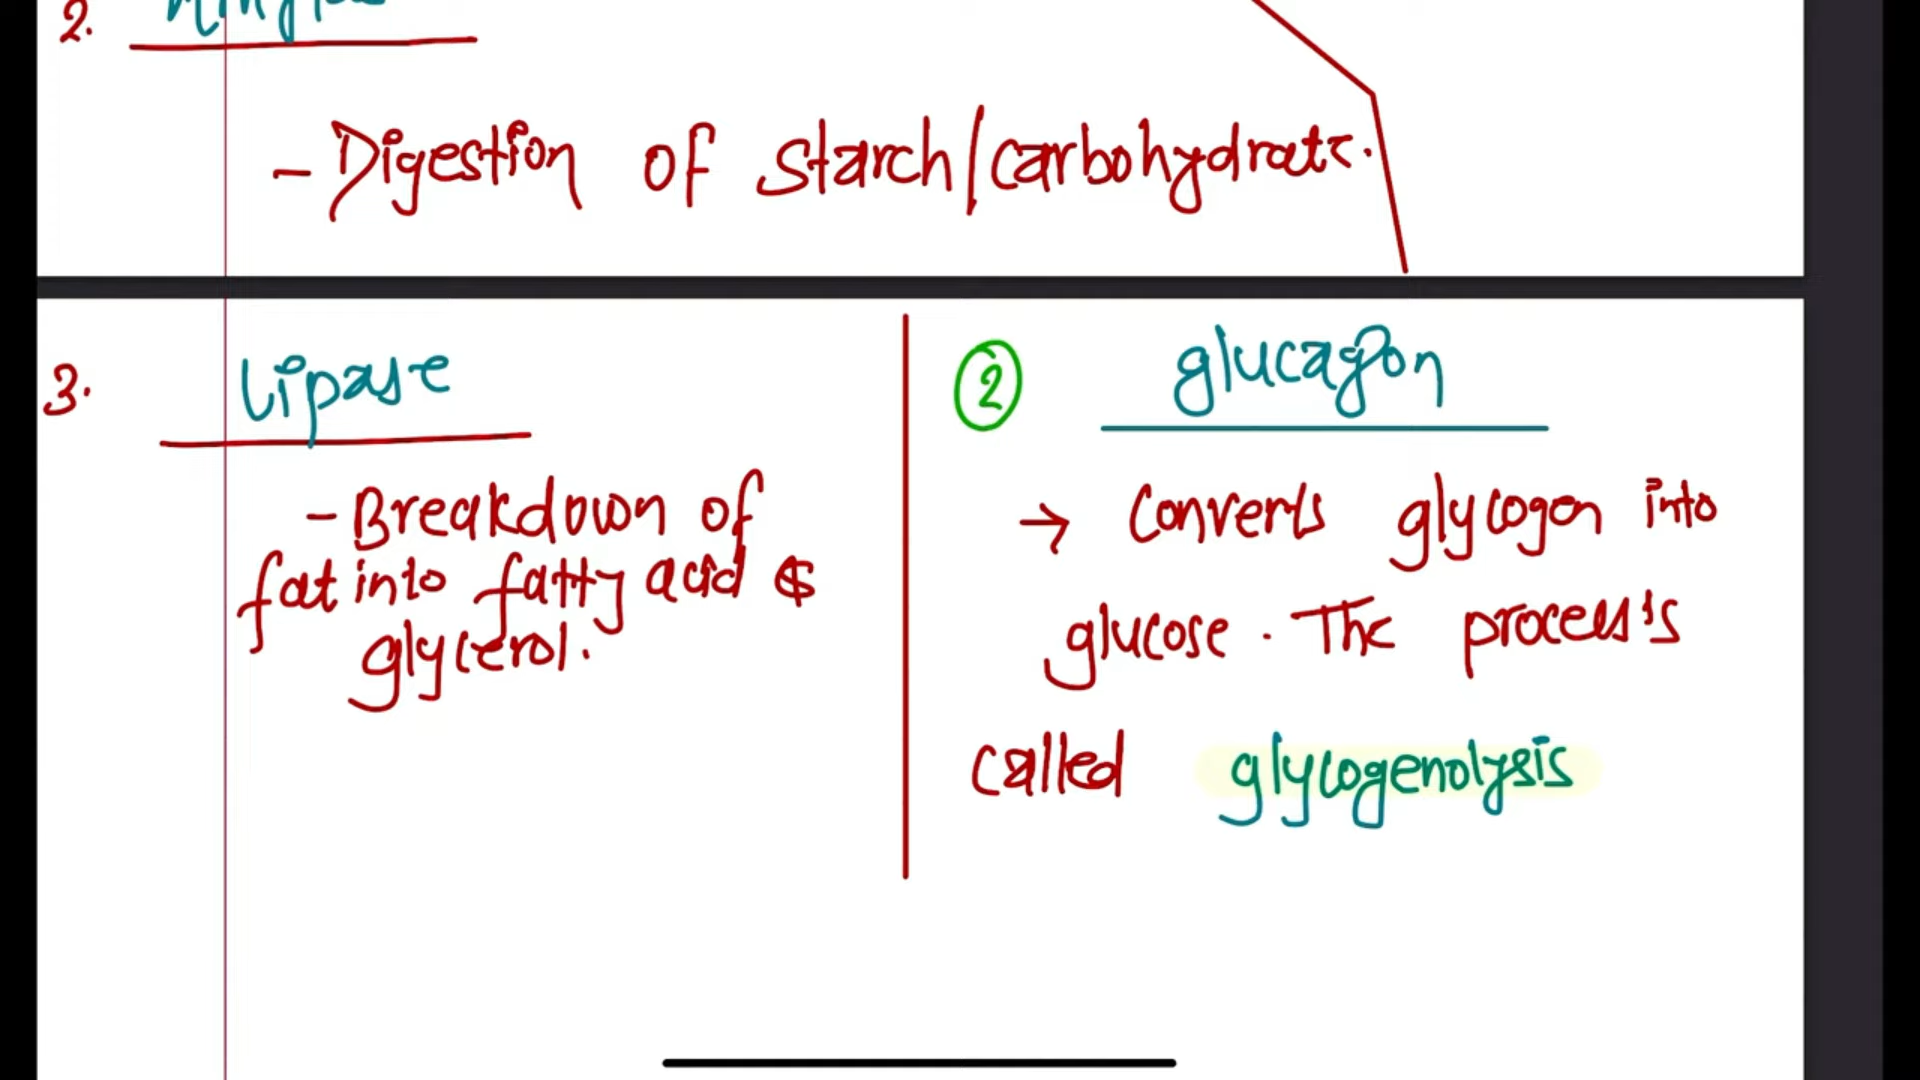 2.
- Digestion of starch/carbohydrate.
3. Lipase
- Breakdown of
fat into fatty acid &
glycerol.
2 glucagon
→ Converts glycogen into
glucose. The process is
called glycogenolysis